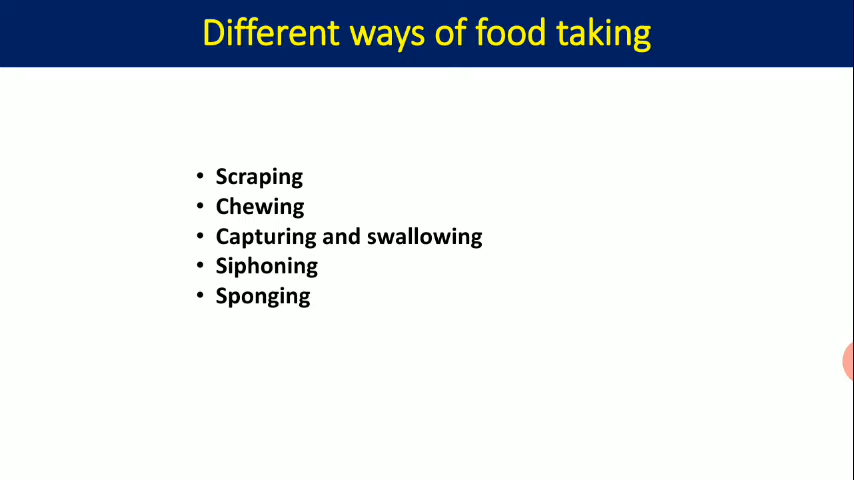 Different ways of food taking
• Scraping
• Chewing
• Capturing and swallowing
• Siphoning
• Sponging